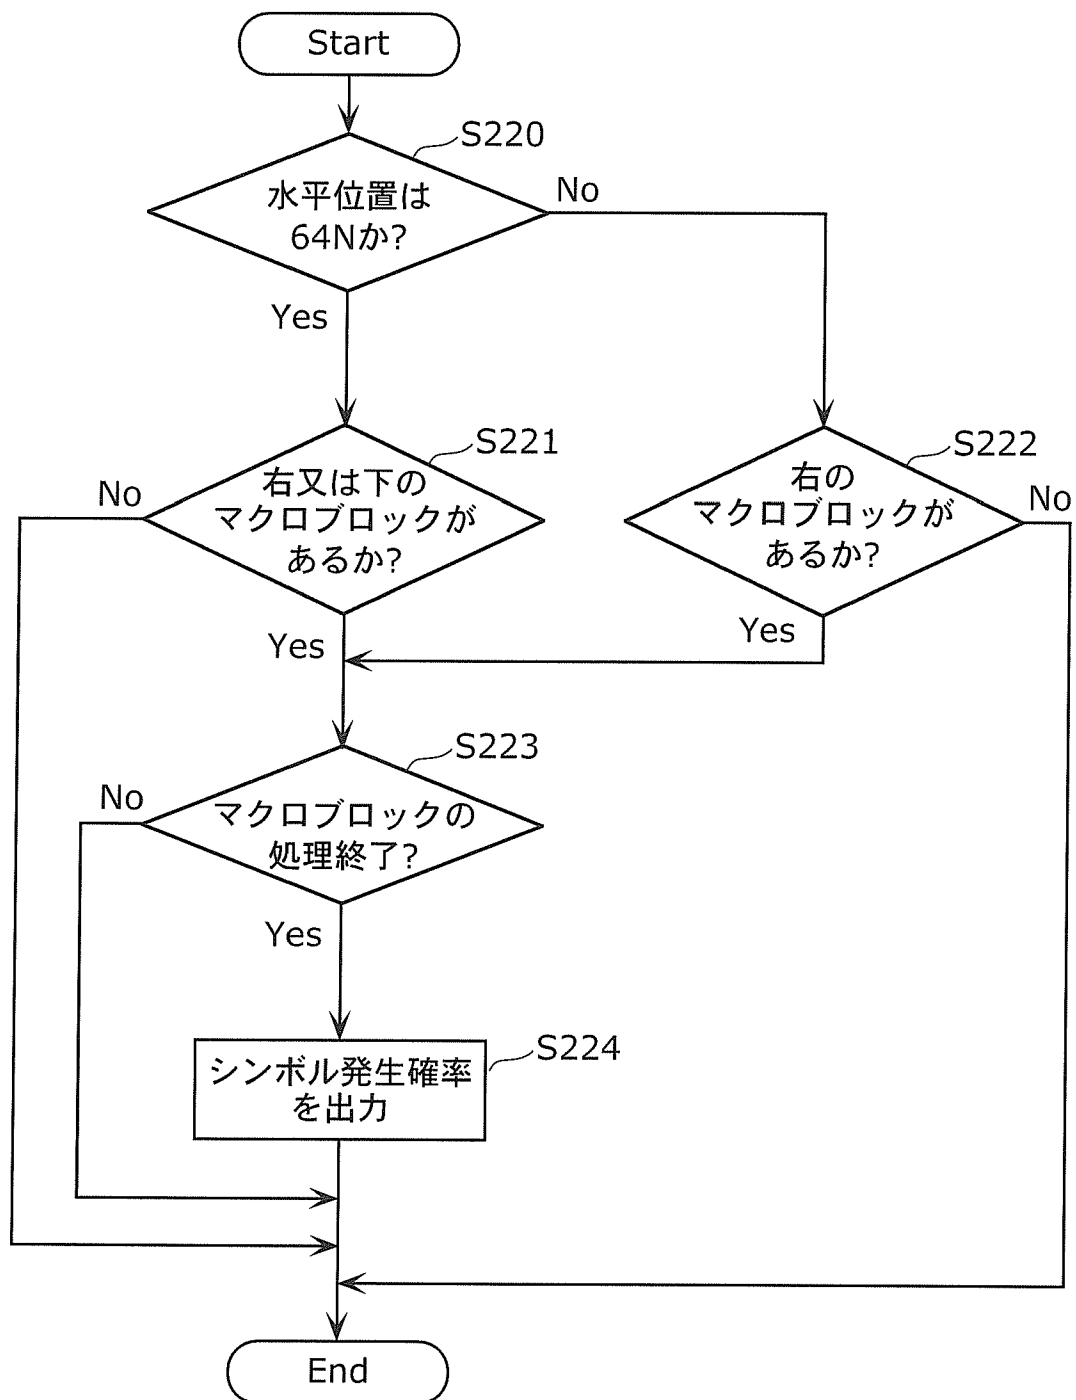 Start
S220
水平位置は
64Nか?
No
Yes
S221
右又は下の
マクロブロックが
あるか?
No
Yes
S222
右の
マクロブロックが
あるか?
No
Yes
S223
マクロブロックの
処理終了?
No
Yes
S224
シンボル発生確率
を出力
End